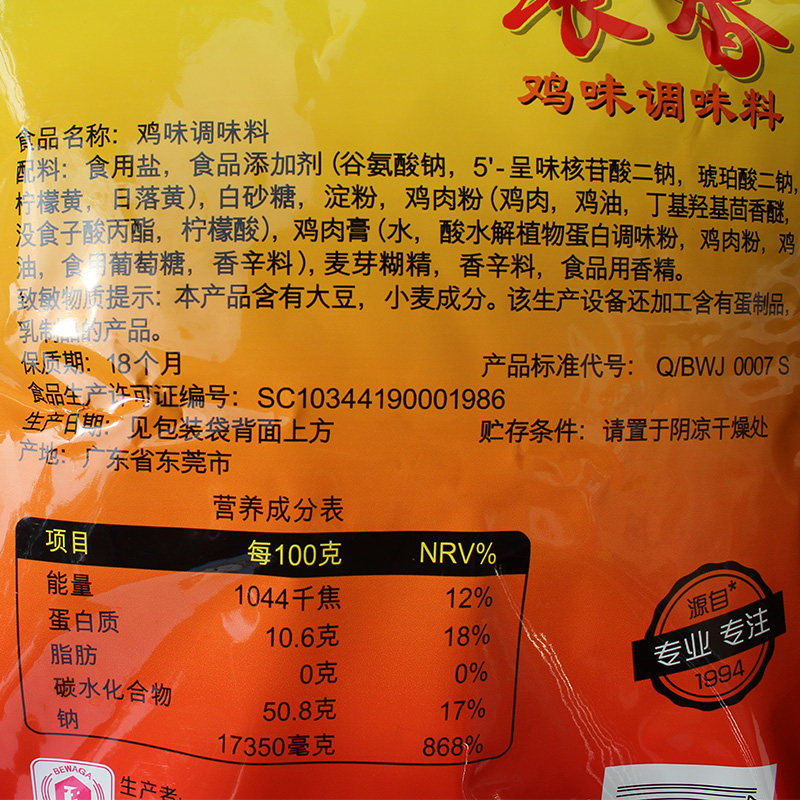 浓香
鸡味调味料
食品名称：鸡味调味料
配料：食用盐，食品添加剂（谷氨酸钠，5'-呈味核苷酸二钠，琥珀酸二钠，
柠檬黄，日落黄），白砂糖，淀粉，鸡肉粉（鸡肉，鸡油，丁基羟基茴香醚，
没食子酸丙酯，柠檬酸），鸡肉膏（水，酸水解植物蛋白调味粉，鸡肉粉，鸡
油，食用葡萄糖，香辛料），麦芽糊精，香辛料，食品用香精。
致敏物质提示：本产品含有大豆，小麦成分。该生产设备还加工含有蛋制品，
乳制品的产品。
保质期：18个月
产品标准代号：Q/BWJ 0007 S
食品生产许可证编号：SC10344190001986
生产日期：见包装袋背面上方
贮存条件：请置于阴凉干燥处
产地：广东省东莞市
营养成分表
项目 每100克 NRV%
能量 1044千焦 12%
蛋白质 10.6克 18%
脂肪 0克 0%
碳水化合物 50.8克 17%
钠 17350毫克 868%
源自*
专业 专注
1994
BEWAGA
生产者: